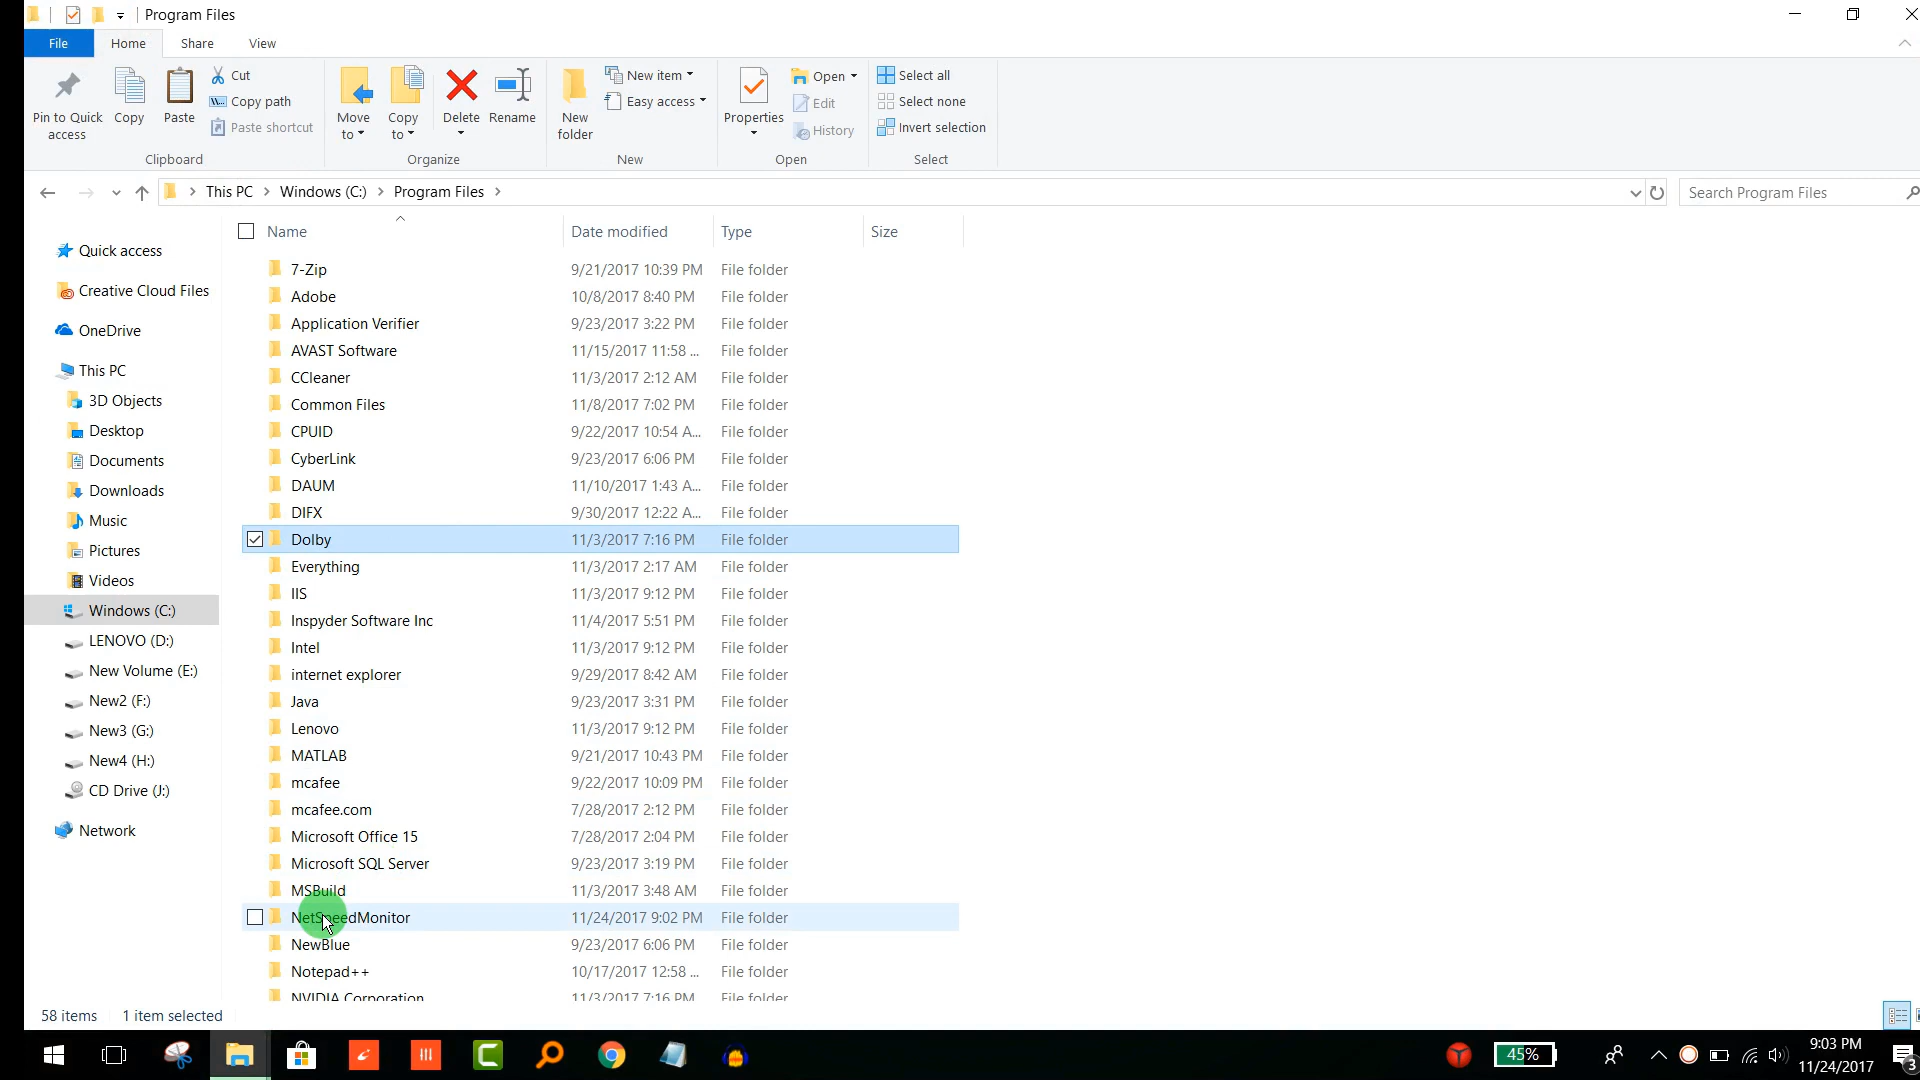 Program Files
File Home Share View
Pin to Quick access
Copy
Paste
Cut
Copy path
Paste shortcut
Clipboard
Move to
Copy to
Delete
Rename
Organize
New folder
New item
Easy access
New
Properties
Open
Edit
History
Open
Select all
Select none
Invert selection
Select
This PC > Windows (C:) > Program Files >
Search Program Files
Quick access
Creative Cloud Files
OneDrive
This PC
3D Objects
Desktop
Documents
Downloads
Music
Pictures
Videos
Windows (C:)
LENOVO (D:)
New Volume (E:)
New2 (F:)
New3 (G:)
New4 (H:)
CD Drive (J:)
Network
Name Date modified Type Size
7-Zip 9/21/2017 10:39 PM File folder
Adobe 10/8/2017 8:40 PM File folder
Application Verifier 9/23/2017 3:22 PM File folder
AVAST Software 11/15/2017 11:58 ... File folder
CCleaner 11/3/2017 2:12 AM File folder
Common Files 11/8/2017 7:02 PM File folder
CPUID 9/22/2017 10:54 A... File folder
CyberLink 9/23/2017 6:06 PM File folder
DAUM 11/10/2017 1:43 A... File folder
DIFX 9/30/2017 12:22 A... File folder
Dolby 11/3/2017 7:16 PM File folder
Everything 11/3/2017 2:17 AM File folder
IIS 11/3/2017 9:12 PM File folder
Inspyder Software Inc 11/4/2017 5:51 PM File folder
Intel 11/3/2017 9:12 PM File folder
internet explorer 9/29/2017 8:42 AM File folder
Java 9/23/2017 3:31 PM File folder
Lenovo 11/3/2017 9:12 PM File folder
MATLAB 9/21/2017 10:43 PM File folder
mcafee 9/22/2017 10:09 PM File folder
mcafee.com 7/28/2017 2:12 PM File folder
Microsoft Office 15 7/28/2017 2:04 PM File folder
Microsoft SQL Server 9/23/2017 3:19 PM File folder
MSBuild 11/3/2017 3:48 AM File folder
NetSpeedMonitor 11/24/2017 9:02 PM File folder
NewBlue 9/23/2017 6:06 PM File folder
Notepad++ 10/17/2017 12:58 ... File folder
NVIDIA Corporation 11/3/2017 7:16 PM File folder
58 items 1 item selected
45%
9:03 PM
11/24/2017
3